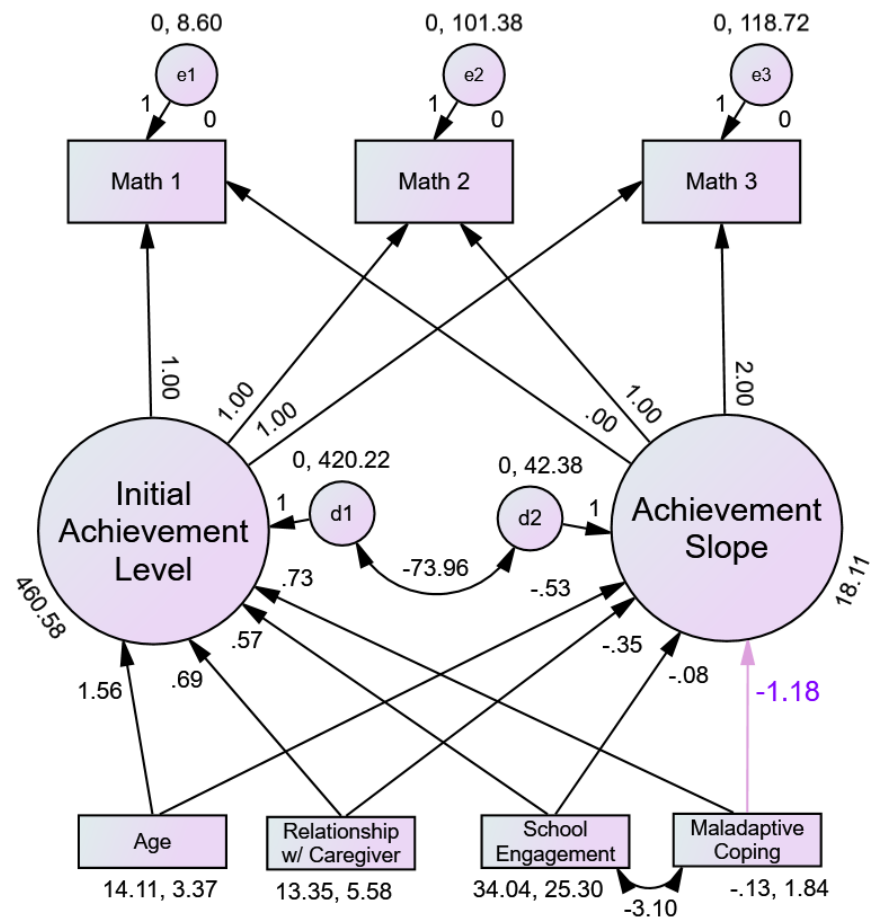 0, 8.60
0, 101.38
0, 118.72
e1
e2
e3
1
0
1
0
1
0
Math 1
Math 2
Math 3
1.00
1.00
1.00
.00
1.00
2.00
Initial
Achievement
Level
460.58
0, 420.22
1
d1
0, 42.38
d2
1
-73.96
Achievement
Slope
18.11
.73
.57
.69
1.56
-.53
-.35
-.08
-1.18
Age
14.11, 3.37
Relationship
w/ Caregiver
13.35, 5.58
School
Engagement
34.04, 25.30
Maladaptive
Coping
-.13, 1.84
-3.10